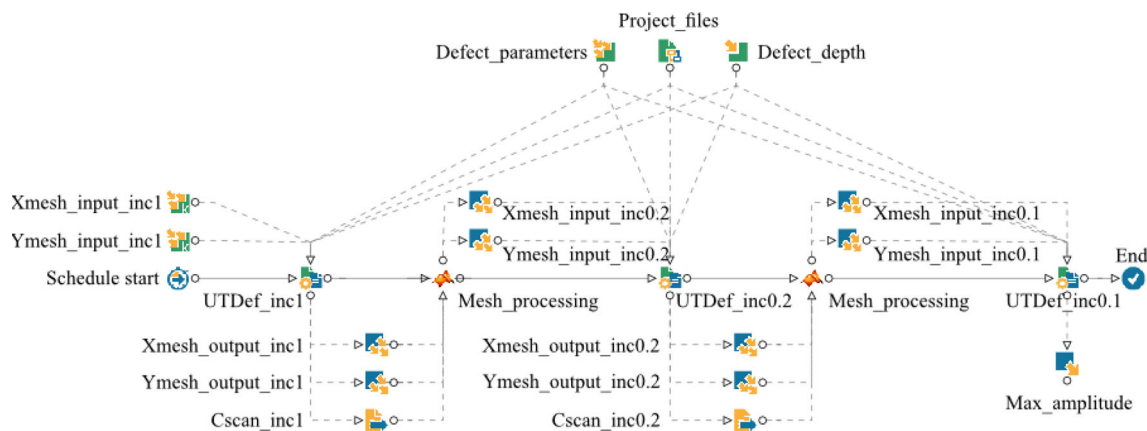 Project_files
Defect_parameters
Defect_depth
Xmesh_input_inc1
Xmesh_input_inc0.2
Xmesh_input_inc0.1
Ymesh_input_inc1
Ymesh_input_inc0.2
Ymesh_input_inc0.1
End
Schedule start
UTDef_inc1
Mesh_processing
UTDef_inc0.2
Mesh_processing
UTDef_inc0.1
Xmesh_output_inc1
Xmesh_output_inc0.2
Ymesh_output_inc1
Ymesh_output_inc0.2
Max_amplitude
Cscan_inc1
Cscan_inc0.2